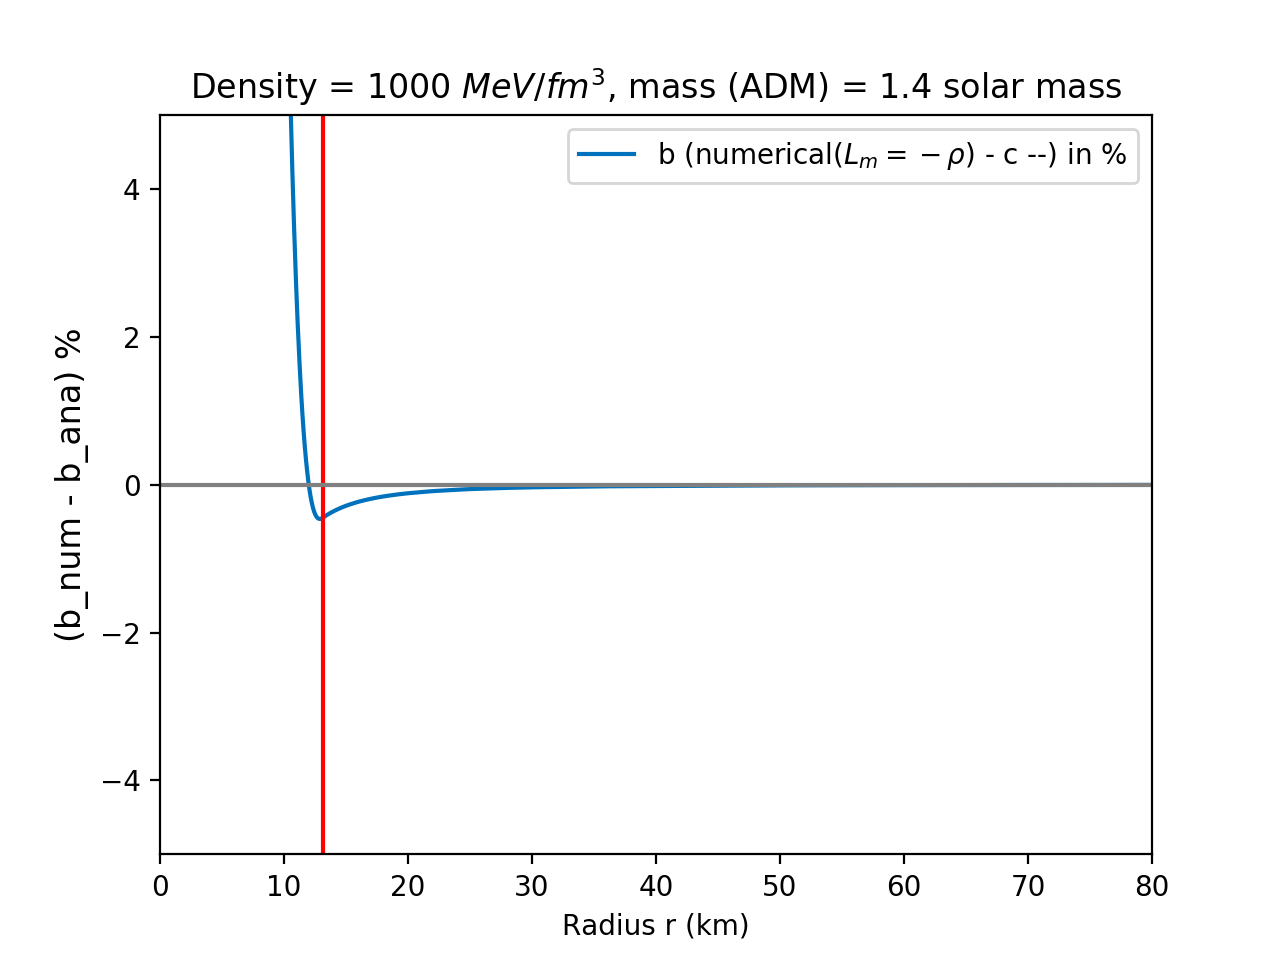 Density = 1000 MeV/fm³, mass (ADM) = 1.4 solar mass
b (numerical(Lₘ = −ρ) - c --) in %
(b_num - b_ana) %
4
2
0
−2
−4
0 10 20 30 40 50 60 70 80
Radius r (km)